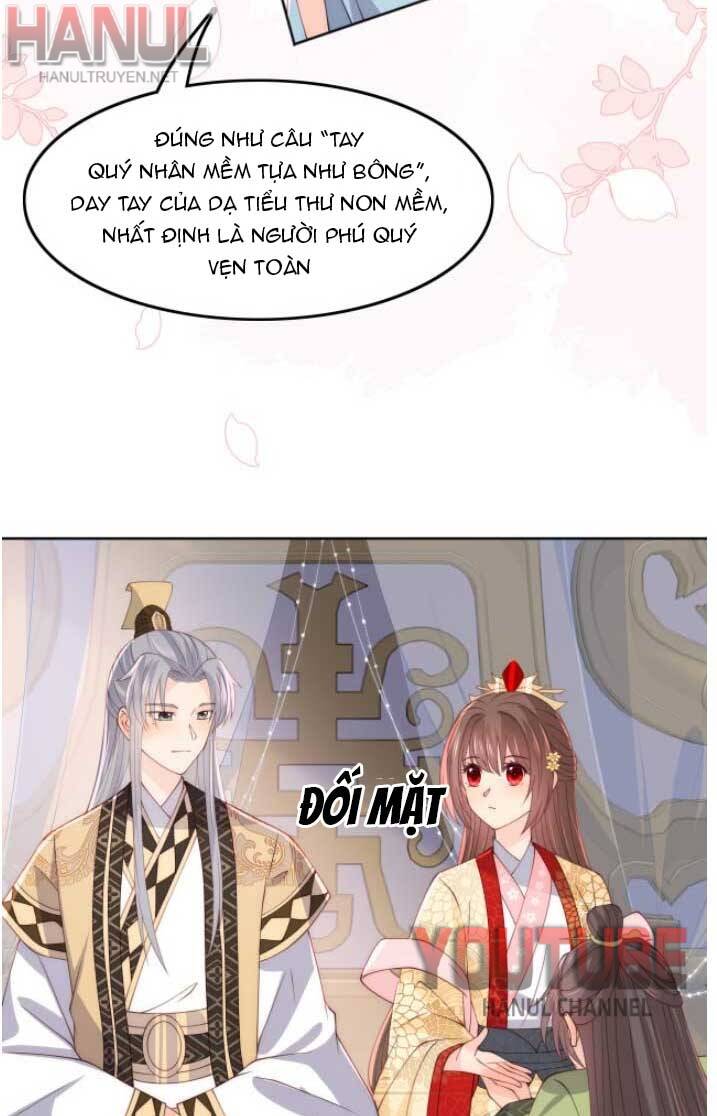 HANUL
HANULTRUYEN.NET
ĐÚNG NHƯ CÂU “TAY
QUÝ NHÂN MỀM TỰA NHƯ BÔNG”,
DAY TAY CỦA DẠ TIỂU THƯ NON MỀM,
NHẤT ĐỊNH LÀ NGƯỜI PHÚ QUÝ
VẸN TOÀN
ĐỐI MẶT
YOUTUBE
HANUL CHANNEL